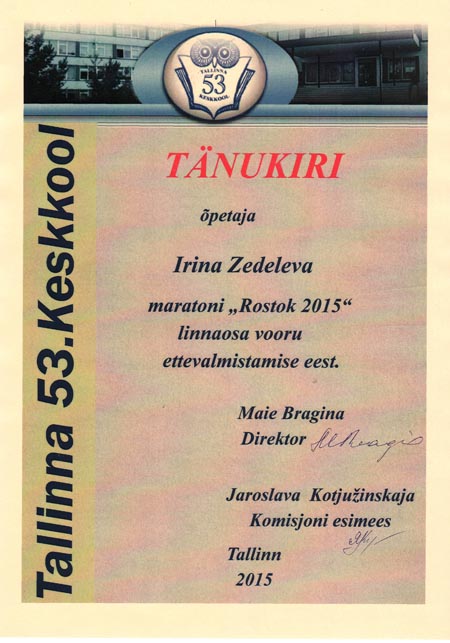 TALLINNA
53
KESKKOOL
Tallinna 53.Keskkool
TÄNUKIRI
õpetaja
Irina Zedeleva
maratoni „Rostok 2015“
linnaosa vooru
ettevalmistamise eest.
Maie Bragina
Direktor
Jaroslava Kotjužinskaja
Komisjoni esimees
Tallinn
2015